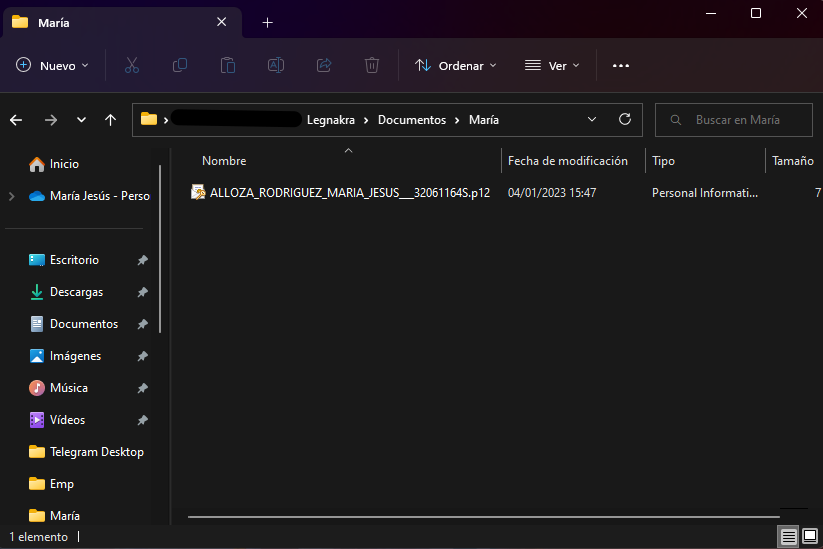 María
Nuevo
Ordenar
Ver
Legnakra > Documentos > María
Buscar en María
Nombre
Fecha de modificación
Tipo
Tamaño
ALLOZA_RODRIGUEZ_MARIA_JESUS___32061164S.p12
04/01/2023 15:47
Personal Informati...
7
Inicio
María Jesús - Perso
Escritorio
Descargas
Documentos
Imágenes
Música
Vídeos
Telegram Desktop
Emp
María
1 elemento